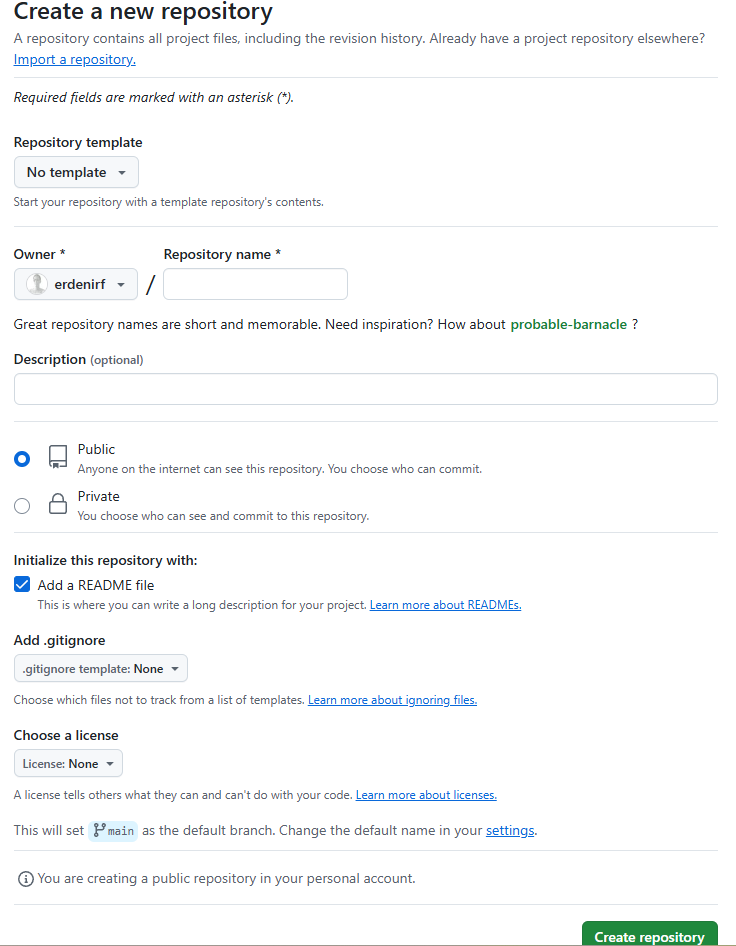 Create a new repository
A repository contains all project files, including the revision history. Already have a project repository elsewhere?
Import a repository.
Required fields are marked with an asterisk (*).
Repository template
No template
Start your repository with a template repository's contents.
Owner * Repository name *
erdenirf /
Great repository names are short and memorable. Need inspiration? How about probable-barnacle ?
Description (optional)
Public
Anyone on the internet can see this repository. You choose who can commit.
Private
You choose who can see and commit to this repository.
Initialize this repository with:
Add a README file
This is where you can write a long description for your project. Learn more about READMEs.
Add .gitignore
.gitignore template: None
Choose which files not to track from a list of templates. Learn more about ignoring files.
Choose a license
License: None
A license tells others what they can and can't do with your code. Learn more about licenses.
This will set main as the default branch. Change the default name in your settings.
You are creating a public repository in your personal account.
Create repository